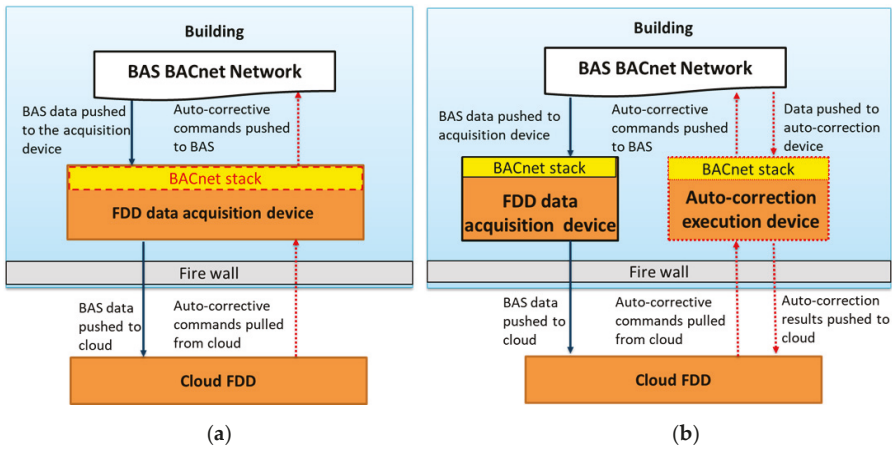 Building
BAS BACnet Network
BAS data pushed
to the acquisition
device
Auto-corrective
commands pushed
to BAS
BACnet stack
FDD data acquisition device
Fire wall
BAS data
pushed to
cloud
Auto-corrective
commands pulled
from cloud
Cloud FDD
(a)
Building
BAS BACnet Network
BAS data pushed to
acquisition device
Auto-corrective
commands pushed
to BAS
Data pushed to
auto-correction
device
BACnet stack
FDD data
acquisition device
BACnet stack
Auto-correction
execution device
Fire wall
BAS data
pushed to
cloud
Auto-corrective
commands pulled
from cloud
Auto-correction
results pushed to
cloud
Cloud FDD
(b)